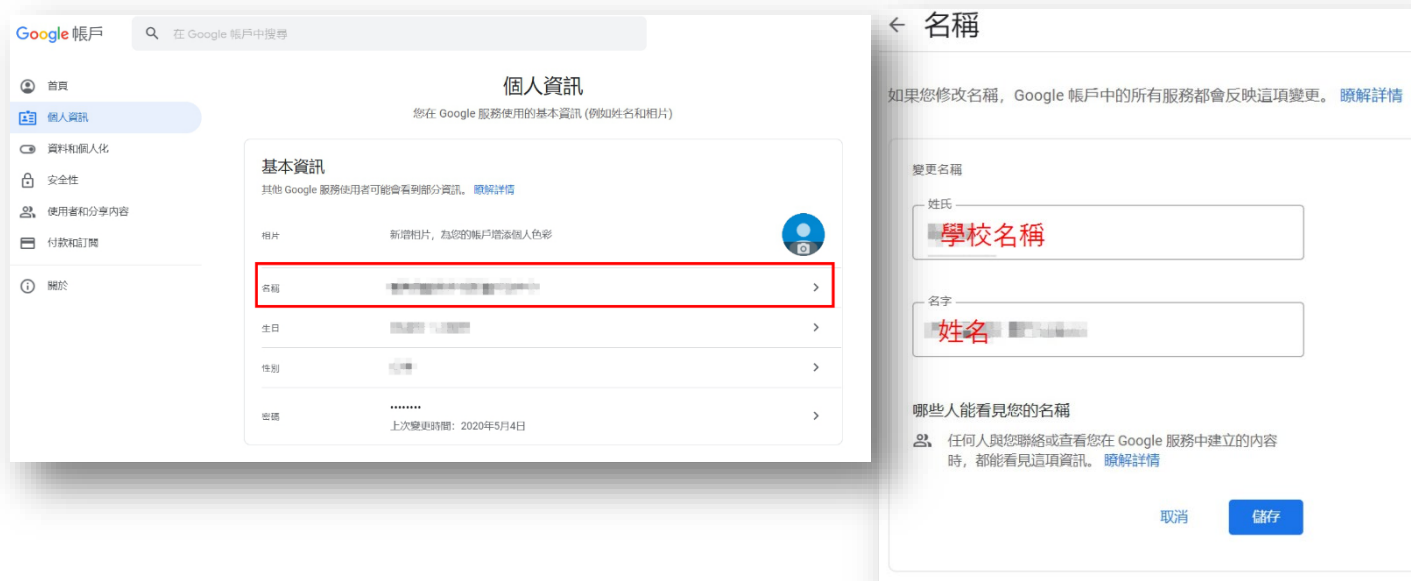 Google 帳戶
在 Google 帳戶中搜尋
首頁
個人資訊
資料和個人化
安全性
使用者和分享內容
付款和訂閱
關於
個人資訊
您在 Google 服務使用的基本資訊 (例如姓名和相片)
基本資訊
其他 Google 服務使用者可能會看到部分資訊。 瞭解詳情
相片
新增相片，為您的帳戶增添個人色彩
名稱
生日
性別
密碼
••••••••
上次變更時間：2020年5月4日
名稱
如果您修改名稱，Google 帳戶中的所有服務都會反映這項變更。 瞭解詳情
變更名稱
姓氏
學校名稱
名字
姓名
哪些人能看見您的名稱
任何人與您聯絡或查看您在 Google 服務中建立的內容
時，都能看見這項資訊。 瞭解詳情
取消
儲存